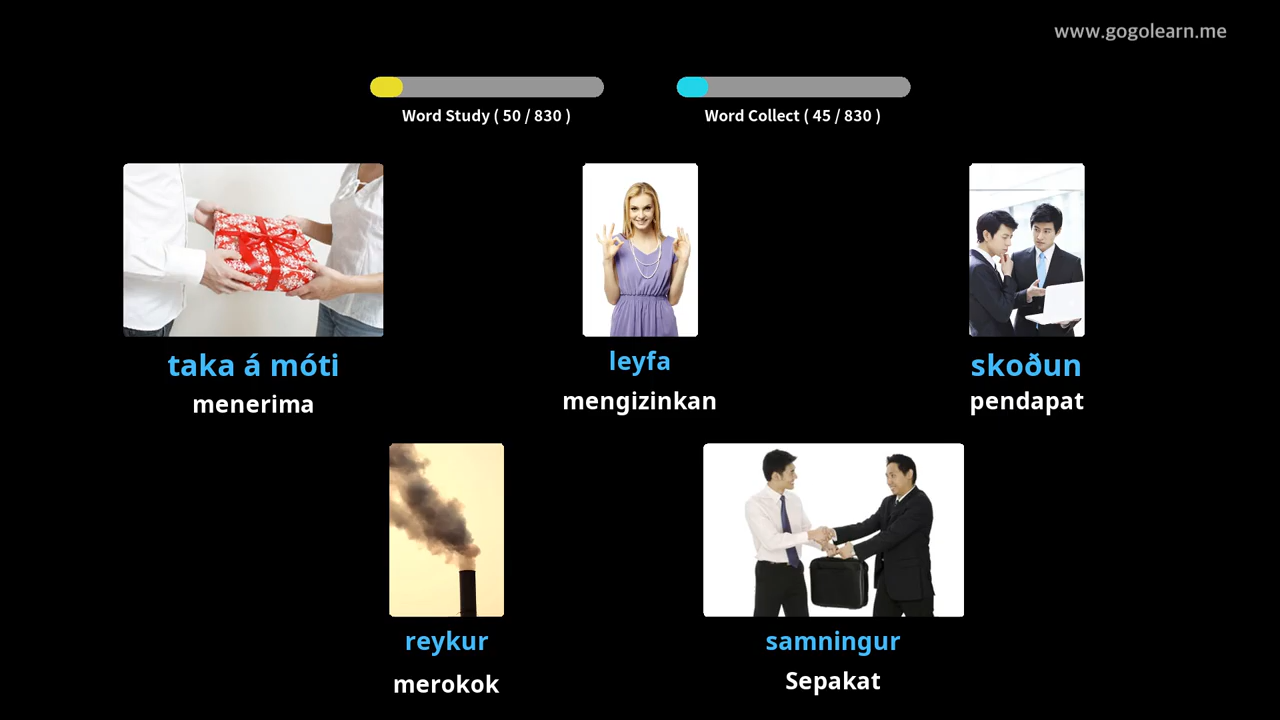 www.gogolearn.me
Word Study ( 50 / 830 )
Word Collect ( 45 / 830 )
taka á móti
menerima
leyfa
mengizinkan
skoðun
pendapat
reykur
merokok
samningur
Sepakat